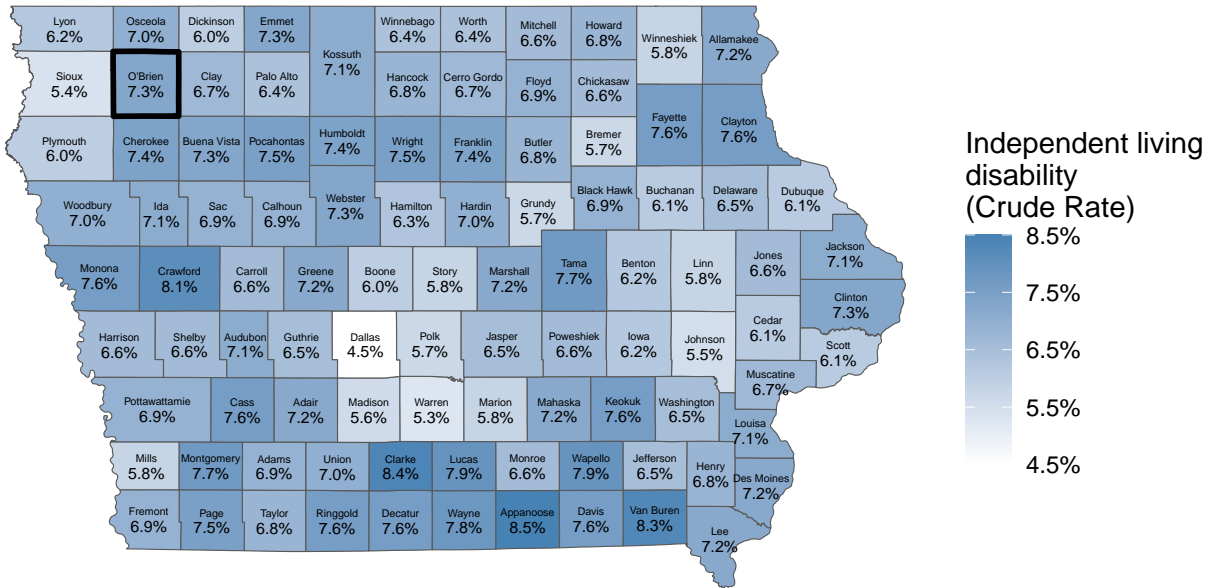 Lyon
6.2%
Osceola
7.0%
Dickinson
6.0%
Emmet
7.3%
Kossuth
7.1%
Winnebago
6.4%
Worth
6.4%
Mitchell
6.6%
Howard
6.8%
Winneshiek
5.8%
Allamakee
7.2%
Sioux
5.4%
O'Brien
7.3%
Clay
6.7%
Palo Alto
6.4%
Hancock
6.8%
Cerro Gordo
6.7%
Floyd
6.9%
Chickasaw
6.6%
Fayette
7.6%
Clayton
7.6%
Plymouth
6.0%
Cherokee
7.4%
Buena Vista
7.3%
Pocahontas
7.5%
Humboldt
7.4%
Wright
7.5%
Franklin
7.4%
Butler
6.8%
Bremer
5.7%
Woodbury
7.0%
Ida
7.1%
Sac
6.9%
Calhoun
6.9%
Webster
7.3%
Hamilton
6.3%
Hardin
7.0%
Grundy
5.7%
Black Hawk
6.9%
Buchanan
6.1%
Delaware
6.5%
Dubuque
6.1%
Monona
7.6%
Crawford
8.1%
Carroll
6.6%
Greene
7.2%
Boone
6.0%
Story
5.8%
Marshall
7.2%
Tama
7.7%
Benton
6.2%
Linn
5.8%
Jones
6.6%
Jackson
7.1%
Clinton
7.3%
Harrison
6.6%
Shelby
6.6%
Audubon
7.1%
Guthrie
6.5%
Dallas
4.5%
Polk
5.7%
Jasper
6.5%
Poweshiek
6.6%
Iowa
6.2%
Johnson
5.5%
Cedar
6.1%
Scott
6.1%
Muscatine
6.7%
Pottawattamie
6.9%
Cass
7.6%
Adair
7.2%
Madison
5.6%
Warren
5.3%
Marion
5.8%
Mahaska
7.2%
Keokuk
7.6%
Washington
6.5%
Louisa
7.1%
Mills
5.8%
Montgomery
7.7%
Adams
6.9%
Union
7.0%
Clarke
8.4%
Lucas
7.9%
Monroe
6.6%
Wapello
7.9%
Jefferson
6.5%
Henry
6.8%
Des Moines
7.2%
Fremont
6.9%
Page
7.5%
Taylor
6.8%
Ringgold
7.6%
Decatur
7.6%
Wayne
7.8%
Appanoose
8.5%
Davis
7.6%
Van Buren
8.3%
Lee
7.2%
Independent living
disability
(Crude Rate)
8.5%
7.5%
6.5%
5.5%
4.5%